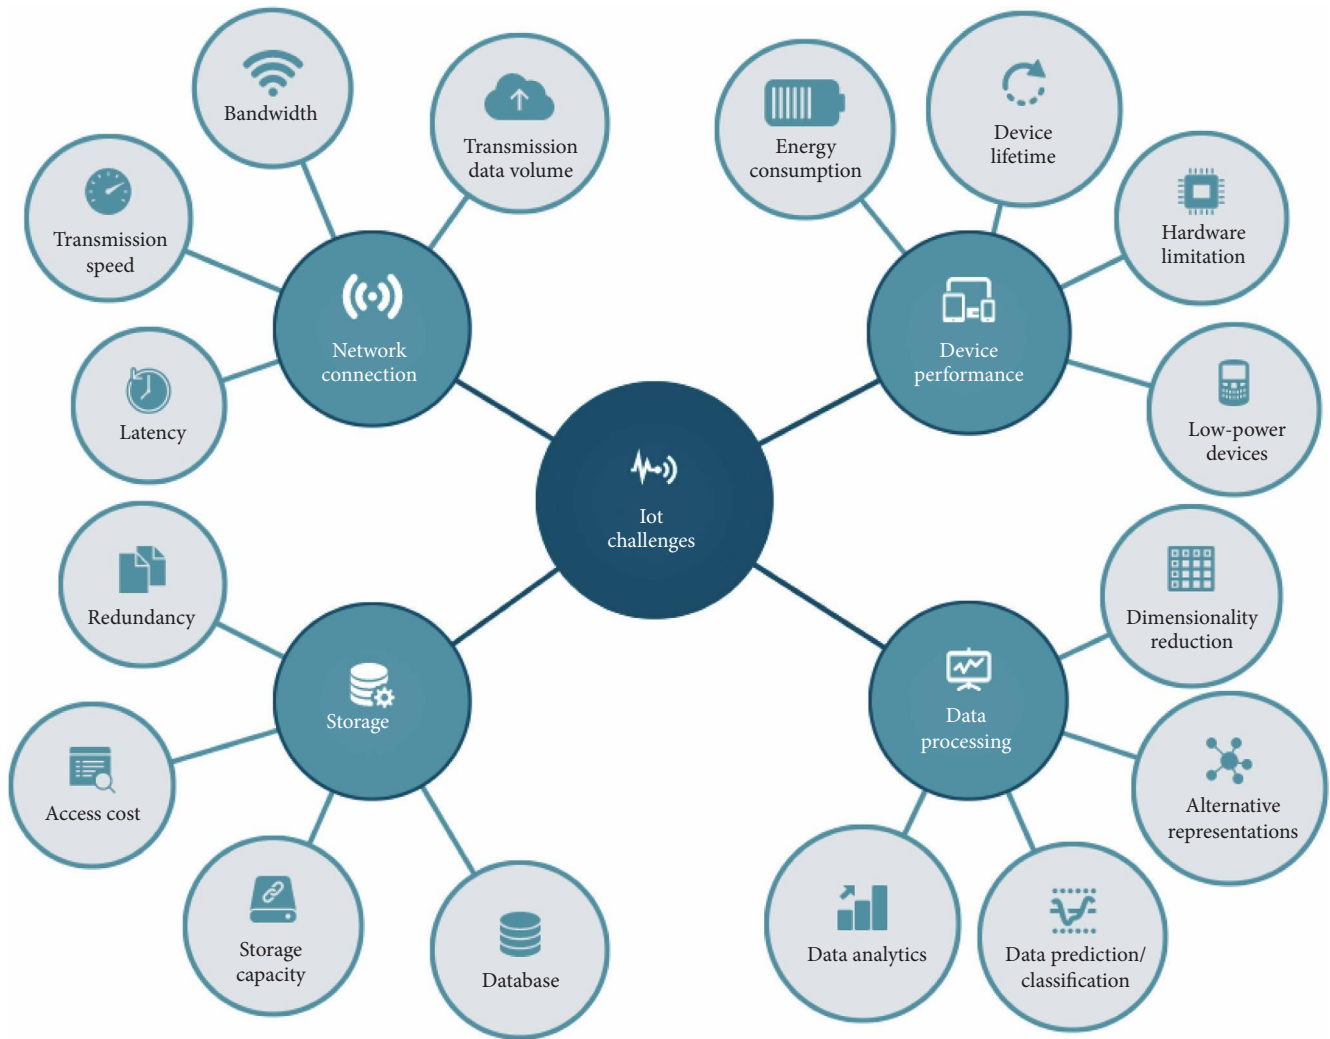 Bandwidth
Transmission
data volume
Transmission
speed
Latency
Network
connection
Energy
consumption
Device
lifetime
Hardware
limitation
Low-power
devices
Device
performance
Iot
challenges
Redundancy
Access cost
Storage
capacity
Database
Storage
Dimensionality
reduction
Alternative
representations
Data prediction/
classification
Data analytics
Data
processing